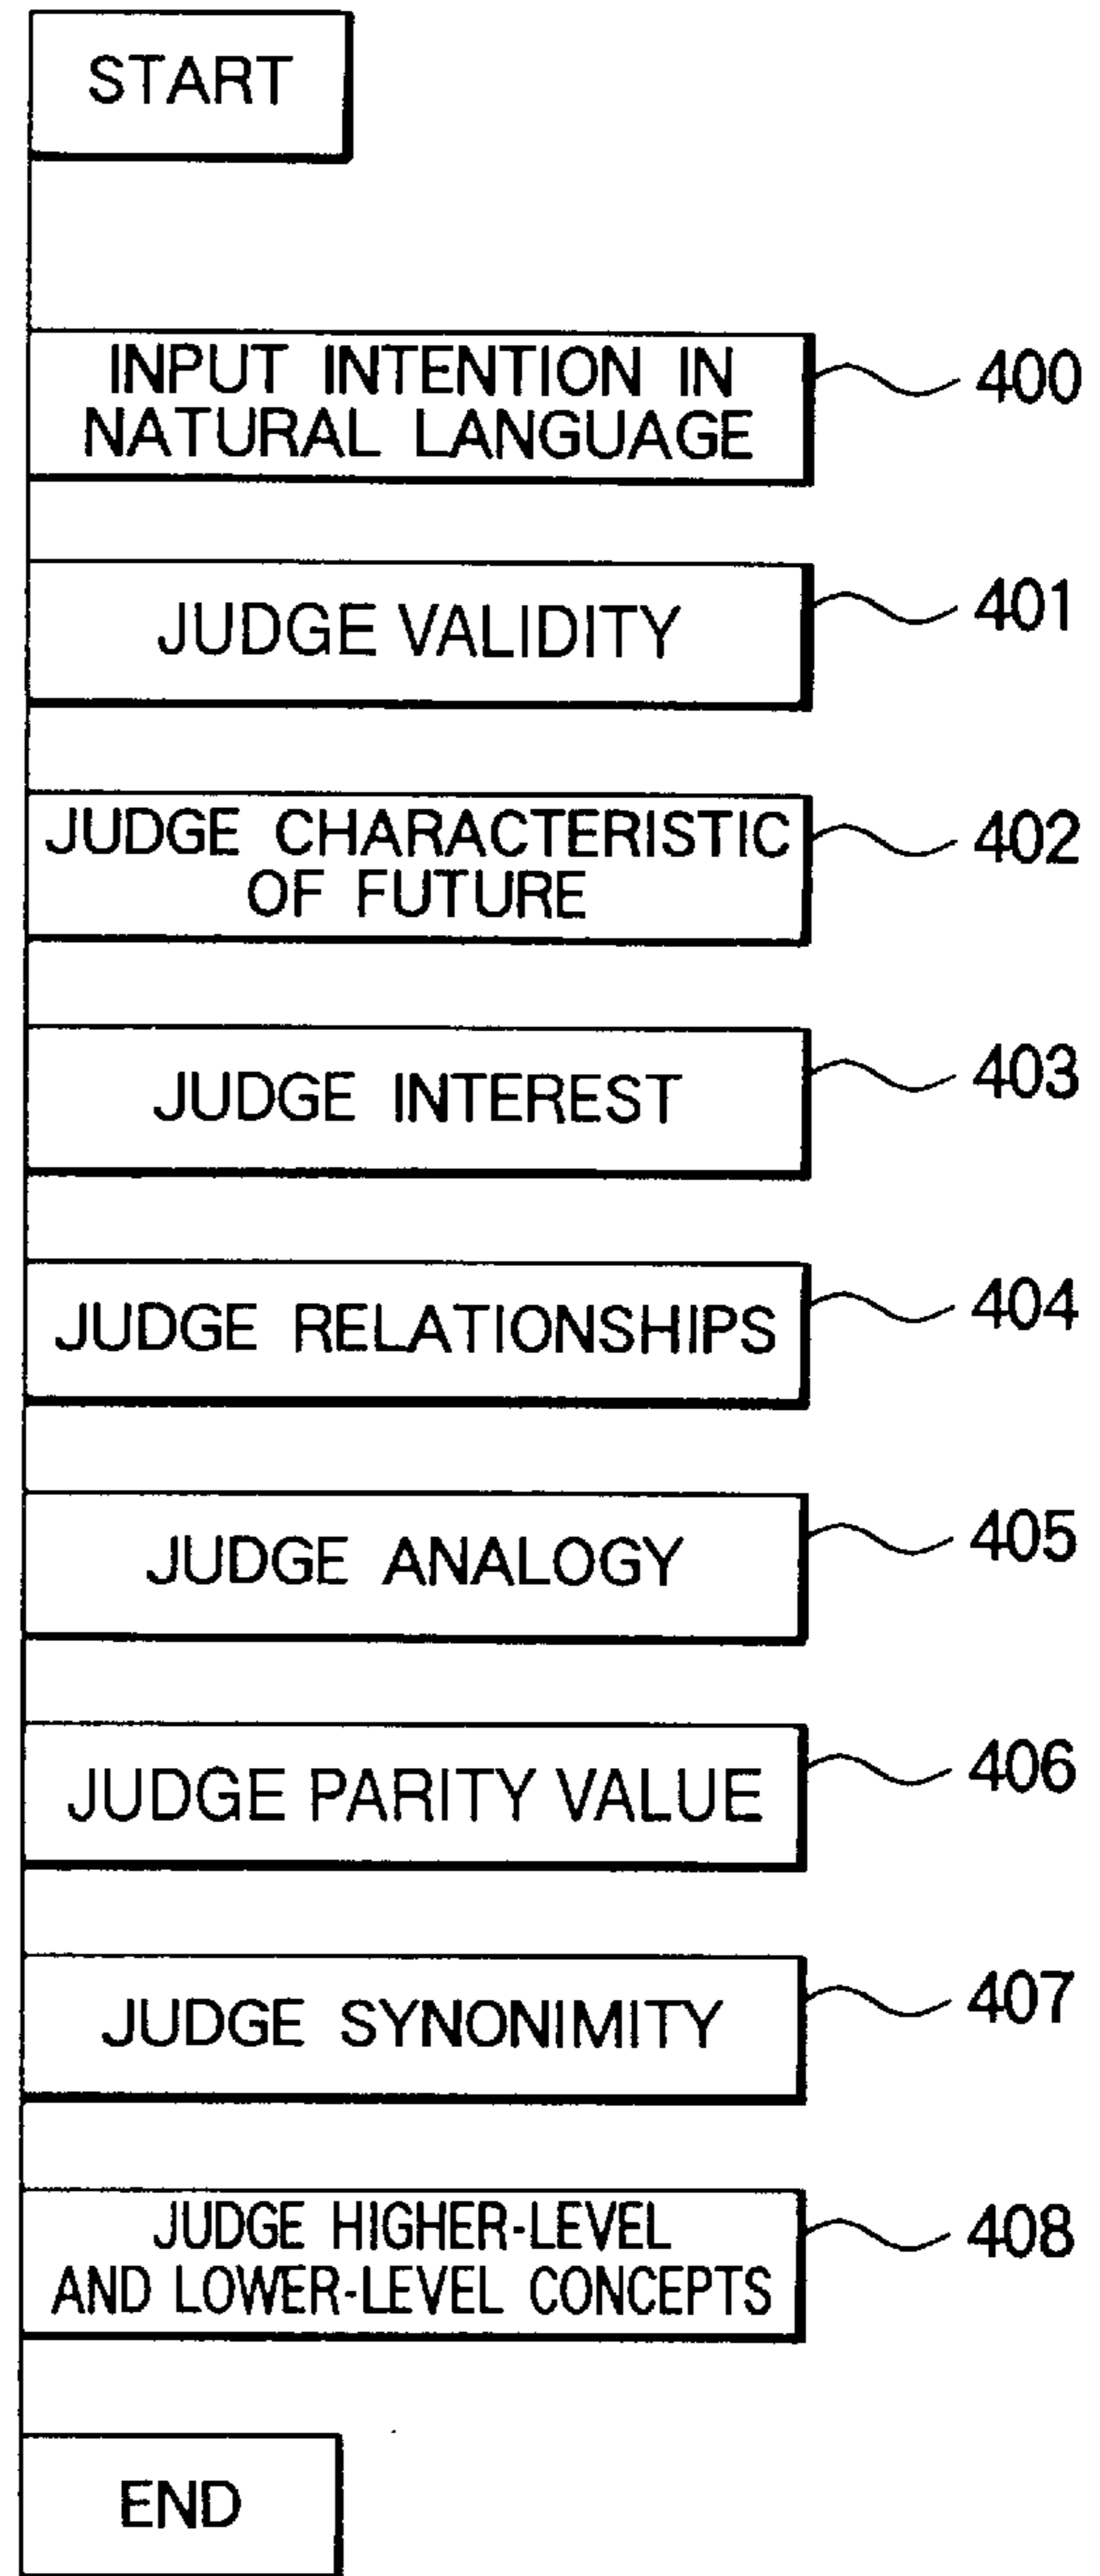 START
INPUT INTENTION IN
NATURAL LANGUAGE
400
JUDGE VALIDITY
401
JUDGE CHARACTERISTIC
OF FUTURE
402
JUDGE INTEREST
403
JUDGE RELATIONSHIPS
404
JUDGE ANALOGY
405
JUDGE PARITY VALUE
406
JUDGE SYNONIMITY
407
JUDGE HIGHER-LEVEL
AND LOWER-LEVEL CONCEPTS
408
END